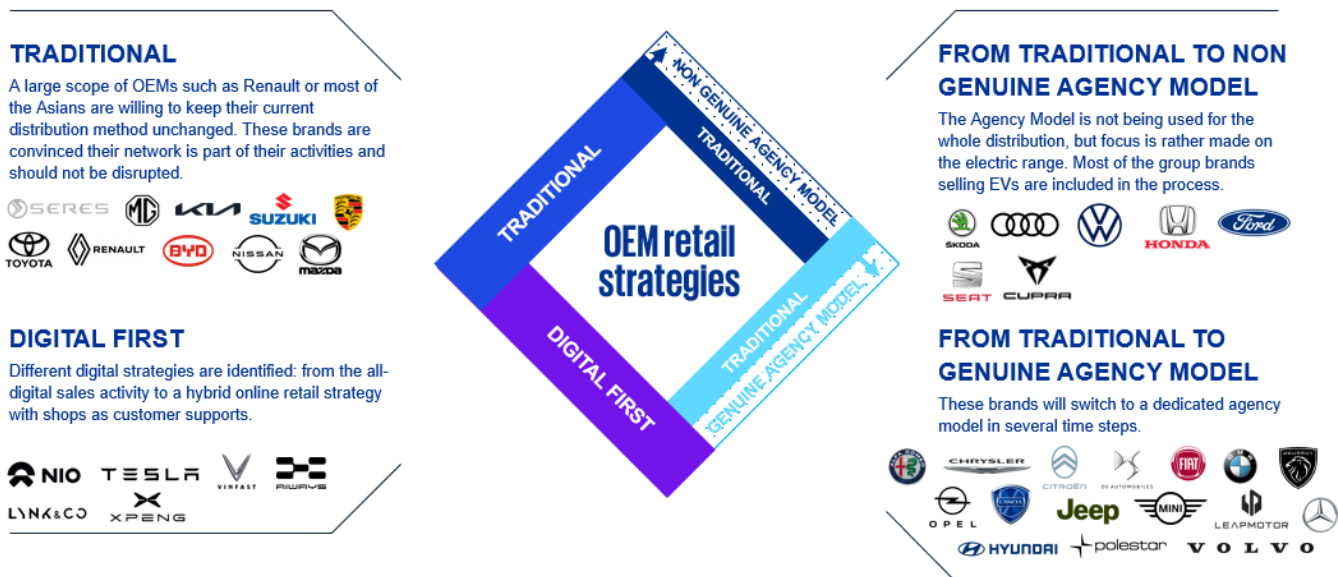 TRADITIONAL
A large scope of OEMs such as Renault or most of
the Asians are willing to keep their current
distribution method unchanged. These brands are
convinced their network is part of their activities and
should not be disrupted.
SERES
MG
KIA
SUZUKI
TOYOTA
RENAULT
BYD
NISSAN
mazda
DIGITAL FIRST
Different digital strategies are identified: from the all-
digital sales activity to a hybrid online retail strategy
with shops as customer supports.
NIO
TESLA
VINFAST
AIWAYS
LYNK&CO
XPENG
NON GENUINE AGENCY MODEL
TRADITIONAL
TRADITIONAL
OEM retail
strategies
DIGITAL FIRST
TRADITIONAL
GENUINE AGENCY MODEL
FROM TRADITIONAL TO NON
GENUINE AGENCY MODEL
The Agency Model is not being used for the
whole distribution, but focus is rather made on
the electric range. Most of the group brands
selling EVs are included in the process.
ŠKODA
HONDA
Ford
SEAT
CUPRA
FROM TRADITIONAL TO
GENUINE AGENCY MODEL
These brands will switch to a dedicated agency
model in several time steps.
ALFA ROMEO
CHRYSLER
CITROËN
DS AUTOMOBILES
FIAT
BMW
PEUGEOT
OPEL
LANCIA
Jeep
MINI
LEAPMOTOR
HYUNDAI
polestar
VOLVO